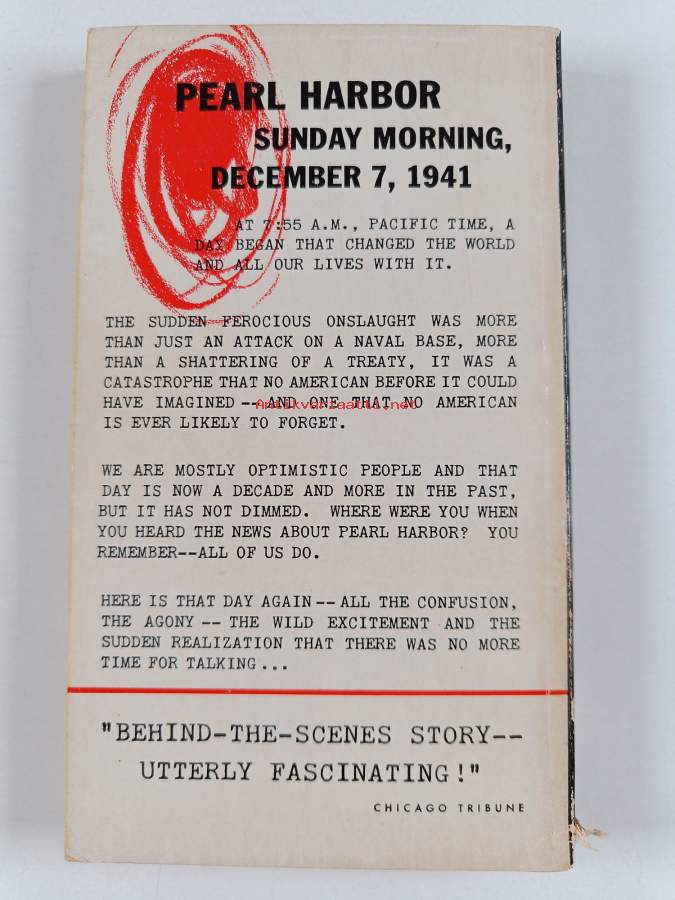 PEARL HARBOR
SUNDAY MORNING,
DECEMBER 7, 1941
AT 7:55 A.M., PACIFIC TIME, A
DAY BEGAN THAT CHANGED THE WORLD
AND ALL OUR LIVES WITH IT.
THE SUDDEN FEROCIOUS ONSLAUGHT WAS MORE
THAN JUST AN ATTACK ON A NAVAL BASE, MORE
THAN A SHATTERING OF A TREATY, IT WAS A
CATASTROPHE THAT NO AMERICAN BEFORE IT COULD
HAVE IMAGINED -- AND ONE THAT NO AMERICAN
Antikvariaatti.net
IS EVER LIKELY TO FORGET.
WE ARE MOSTLY OPTIMISTIC PEOPLE AND THAT
DAY IS NOW A DECADE AND MORE IN THE PAST,
BUT IT HAS NOT DIMMED. WHERE WERE YOU WHEN
YOU HEARD THE NEWS ABOUT PEARL HARBOR? YOU
REMEMBER--ALL OF US DO.
HERE IS THAT DAY AGAIN -- ALL THE CONFUSION,
THE AGONY -- THE WILD EXCITEMENT AND THE
SUDDEN REALIZATION THAT THERE WAS NO MORE
TIME FOR TALKING...
"BEHIND-THE-SCENES STORY--
UTTERLY FASCINATING!"
CHICAGO TRIBUNE